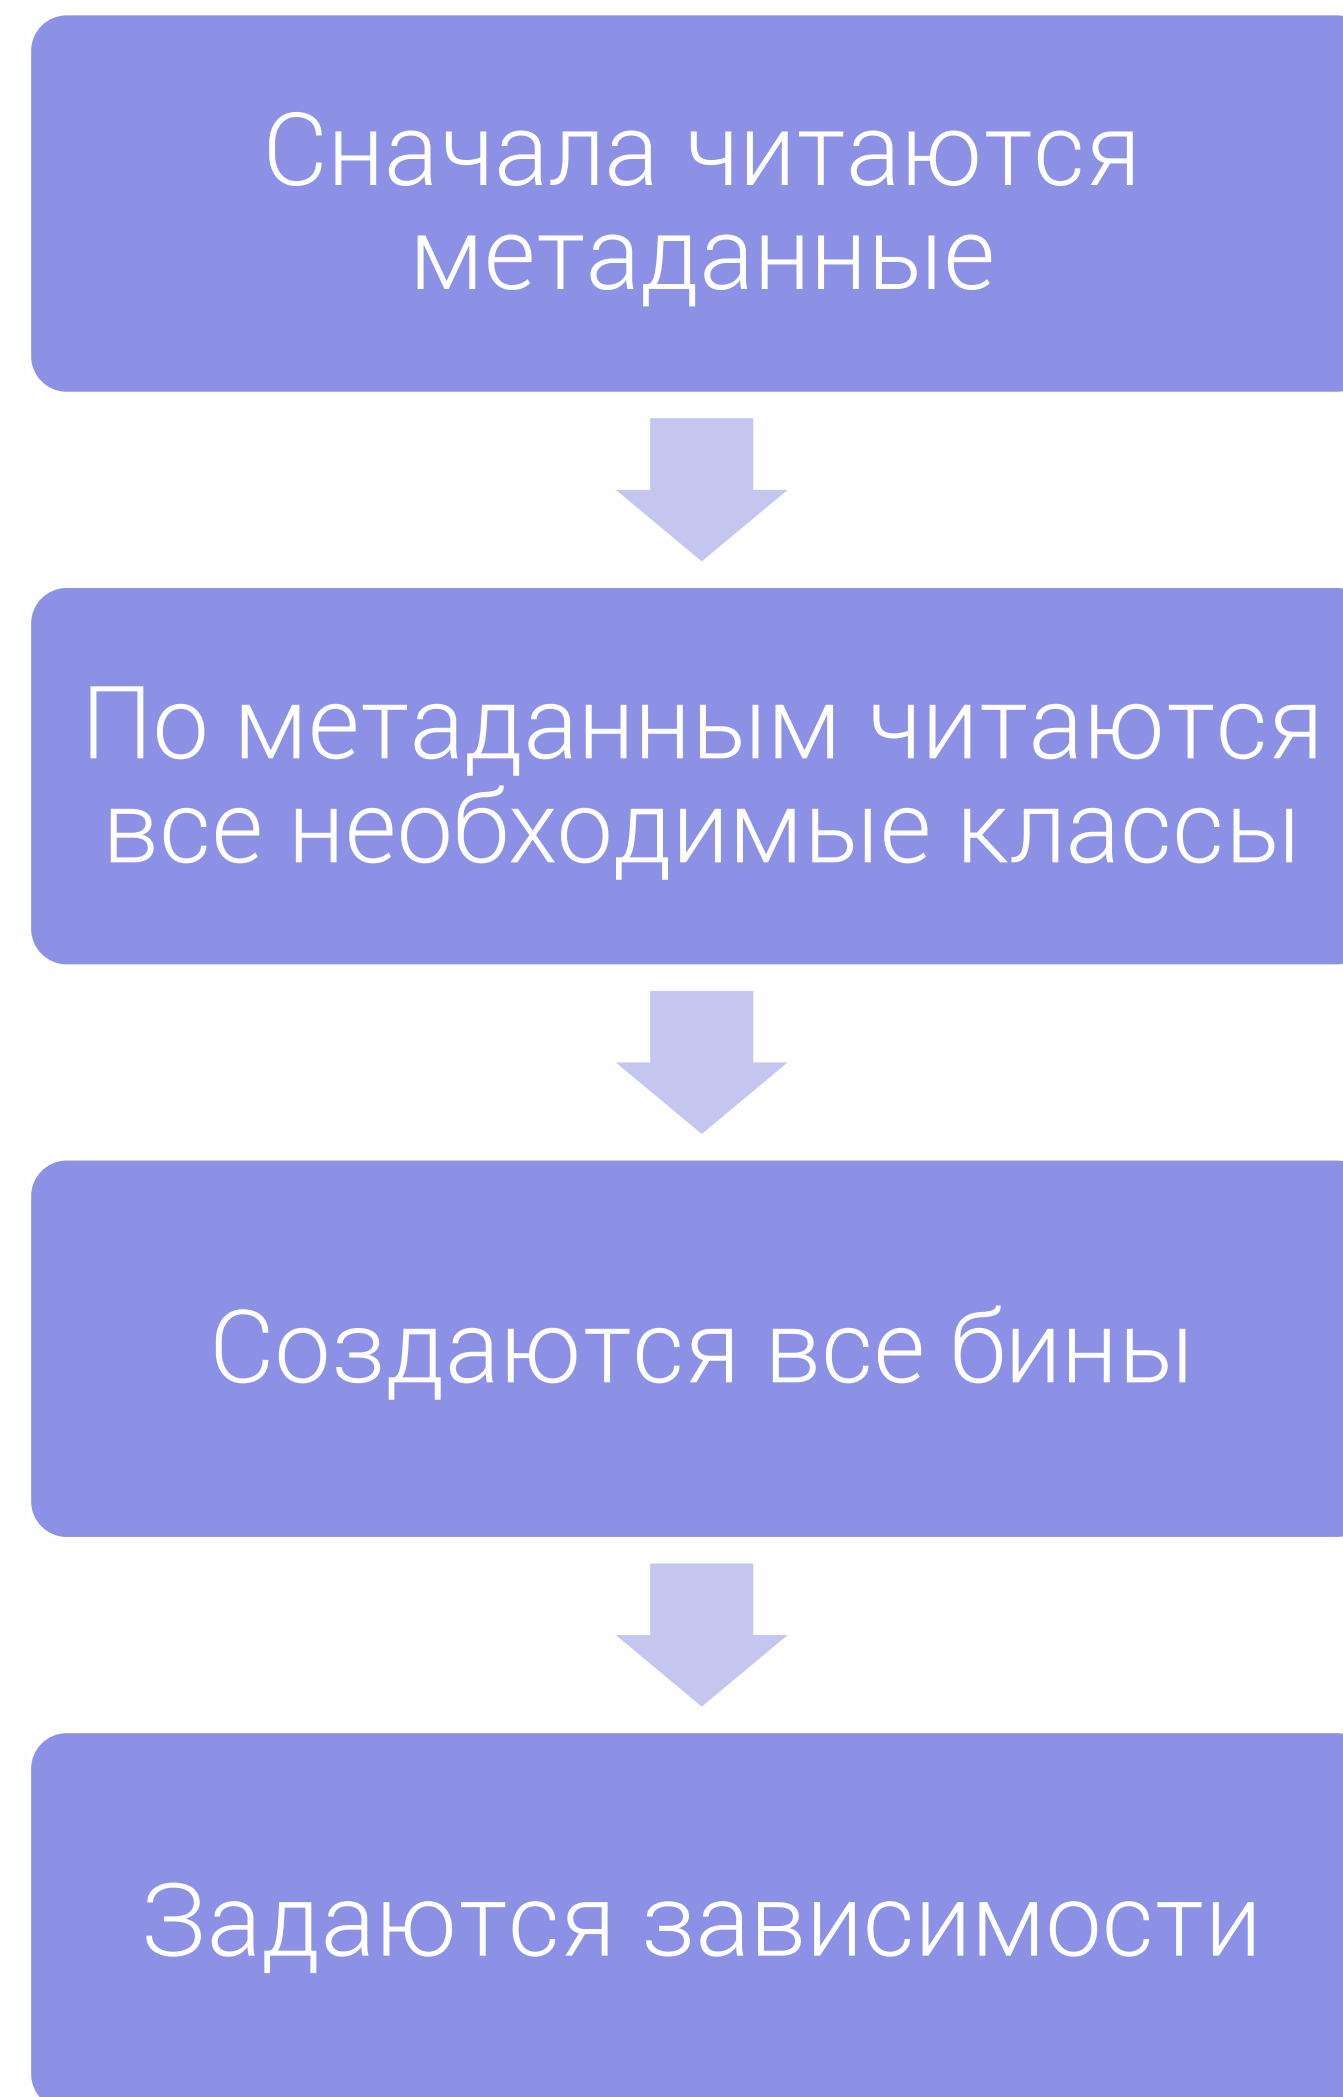 Сначала читаются
метаданные
По метаданным читаются
все необходимые классы
Создаются все бины
Задаются зависимости